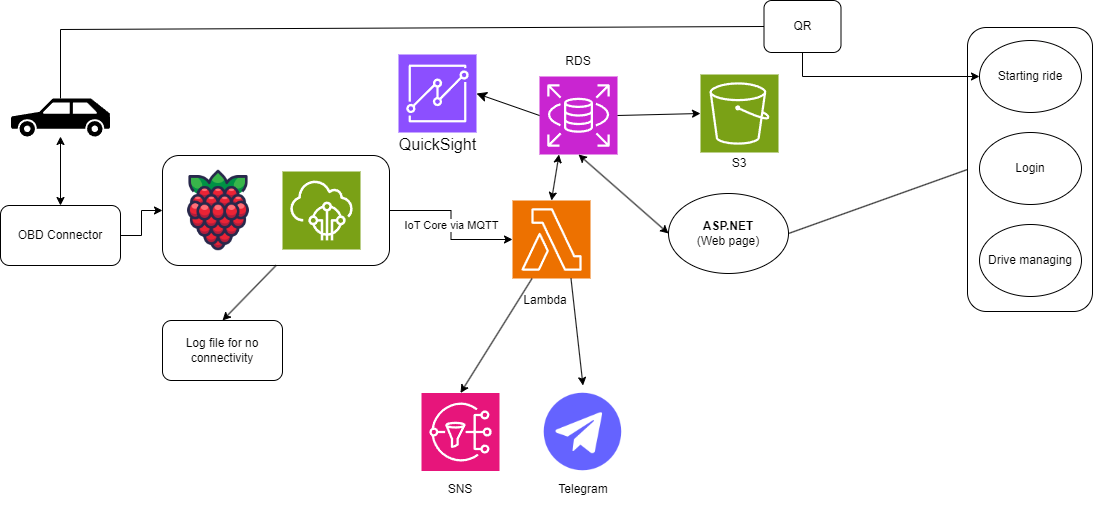 QR
RDS
Starting ride
QuickSight
S3
Login
OBD Connector
IoT Core via MQTT
ASP.NET
(Web page)
Drive managing
Lambda
Log file for no
connectivity
SNS
Telegram